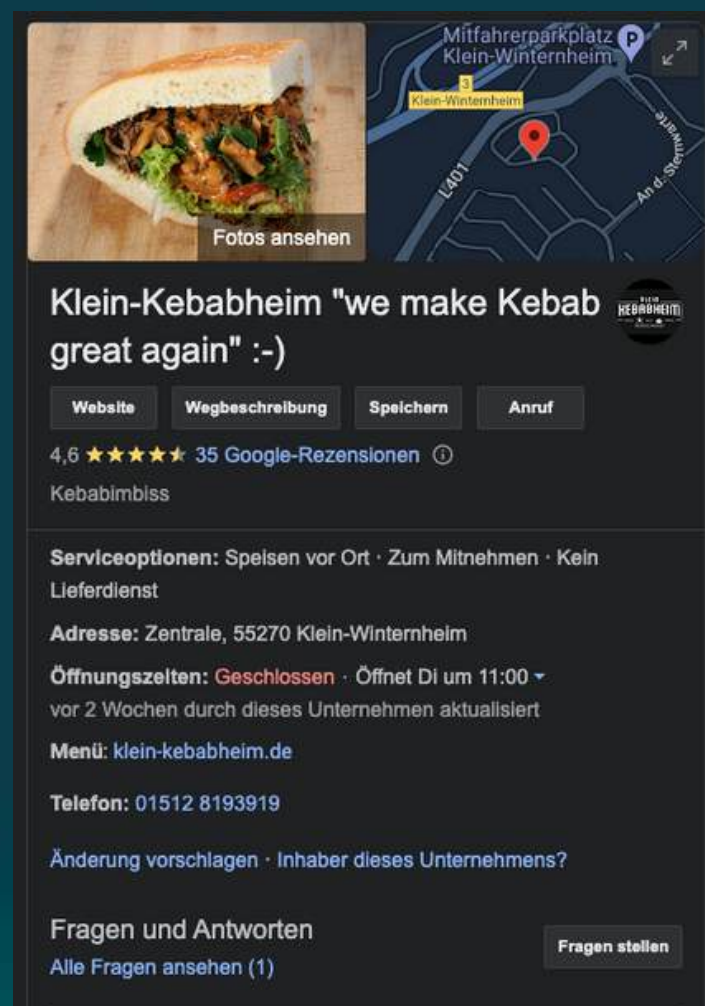 Mitfahrerparkplatz
Klein-Winternheim
P
3
Klein-Winternheim
L401
An d. Sternwarte
Fotos ansehen
Klein-Kebabheim "we make Kebab
great again" :-)
KLEIN
KEBABHEIM
Website
Wegbeschreibung
Speichern
Anruf
4,6
35 Google-Rezensionen
Kebabimbiss
Serviceoptionen: Speisen vor Ort · Zum Mitnehmen · Kein
Lieferdienst
Adresse: Zentrale, 55270 Klein-Winternheim
Öffnungszeiten: Geschlossen · Öffnet Di um 11:00
vor 2 Wochen durch dieses Unternehmen aktualisiert
Menü: klein-kebabheim.de
Telefon: 01512 8193919
Änderung vorschlagen · Inhaber dieses Unternehmens?
Fragen und Antworten
Fragen stellen
Alle Fragen ansehen (1)